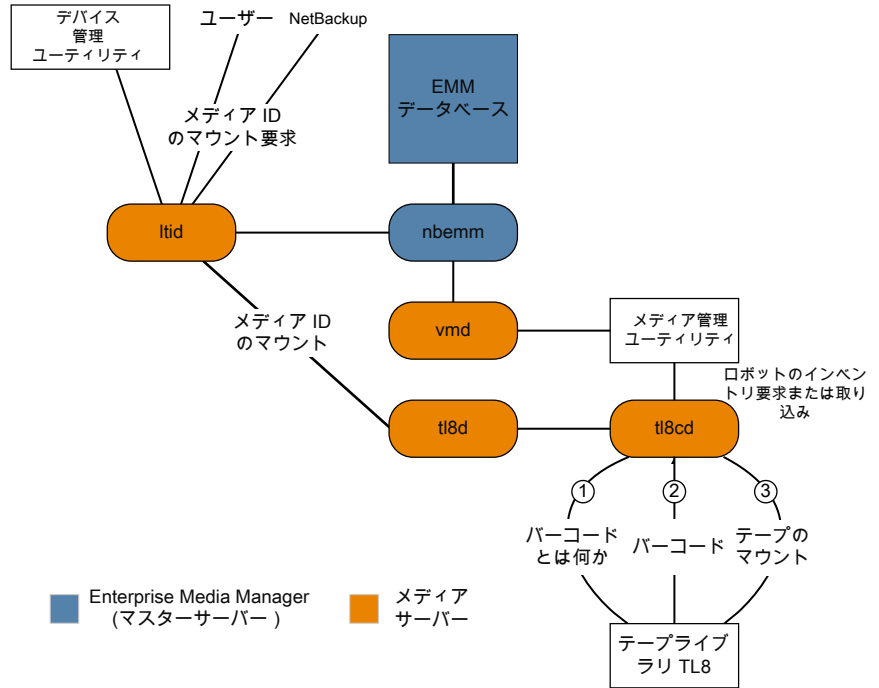 デバイス
管理
ユーティリティ
ユーザー
NetBackup
EMM
データベース
メディア ID
のマウント要求
ltid
nbemm
メディア ID
のマウント
vmd
メディア管理
ユーティリティ
ロボットのインベン
トリ要求または取り
込み
tl8d
tl8cd
1
2
3
バーコード
とは何か
バーコード
テープの
マウント
Enterprise Media Manager
(マスターサーバー )
メディア
サーバー
テープライブ
ラリ TL8